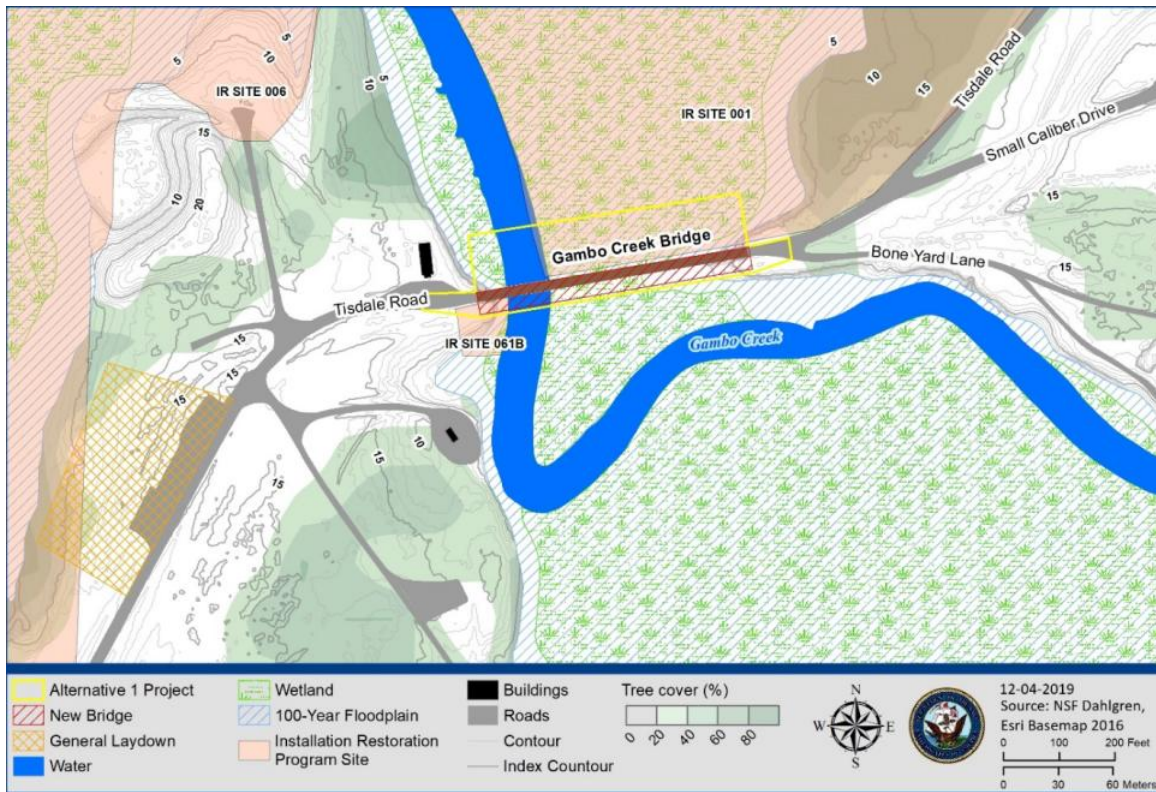 5
5
10
5
10
IR SITE 006
15
10
20
IR SITE 001
5
10
15
Tisdale Road
Small Caliber Drive
15
Gambo Creek Bridge
Bone Yard Lane
15
Tisdale Road
IR SITE 061B
Gambo Creek
15
15
15
15
10
15
Alternative 1 Project
New Bridge
General Laydown
Water
Wetland
100-Year Floodplain
Installation Restoration
Program Site
Buildings
Roads
Contour
Index Countour
Tree cover (%)
0 20 40 60 80
N
W E
S
12-04-2019
Source: NSF Dahlgren,
Esri Basemap 2016
0 100 200 Feet
0 30 60 Meters